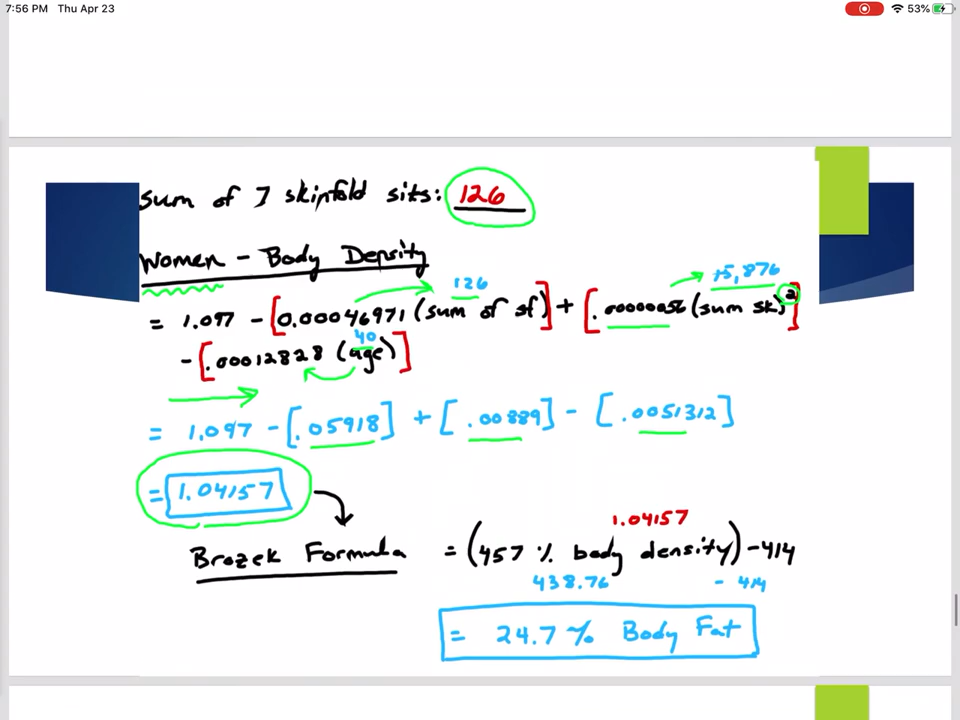 7:56 PM Thu Apr 23 53%
Sum of 7 skinfold sits: 126
Women - Body Density
126 15,876
= 1.097 - [0.00046971 (sum of sf)] + [.00000056 (sum sk)²]
40
- [.00012828 (age)]
= 1.097 - [.05918] + [.00889] - [.0051312]
= 1.04157
1.04157
Brozek Formula = (457 % body density) - 414
438.76 - 414
= 24.7 % Body Fat